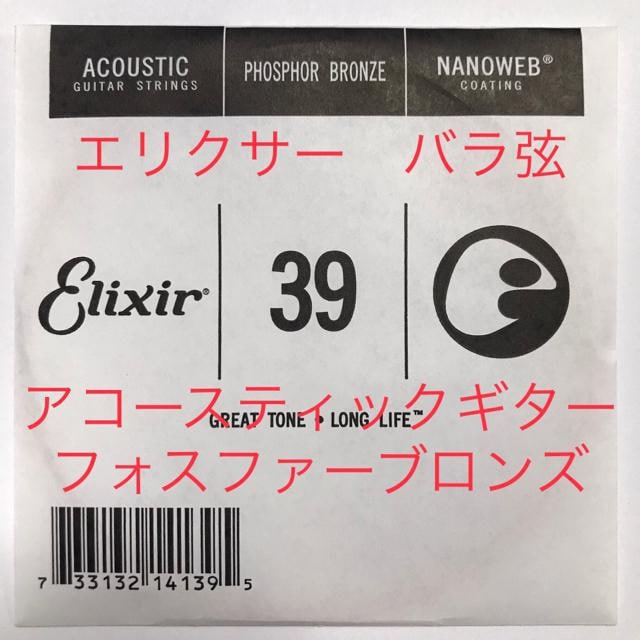 ACOUSTIC
GUITAR STRINGS
PHOSPHOR BRONZE
NANOWEB®
COATING
エリクサー　バラ弦
Elixir®
39
アコースティックギター
GREAT TONE • LONG LIFE™
フォスファーブロンズ
7 33132 14139 5